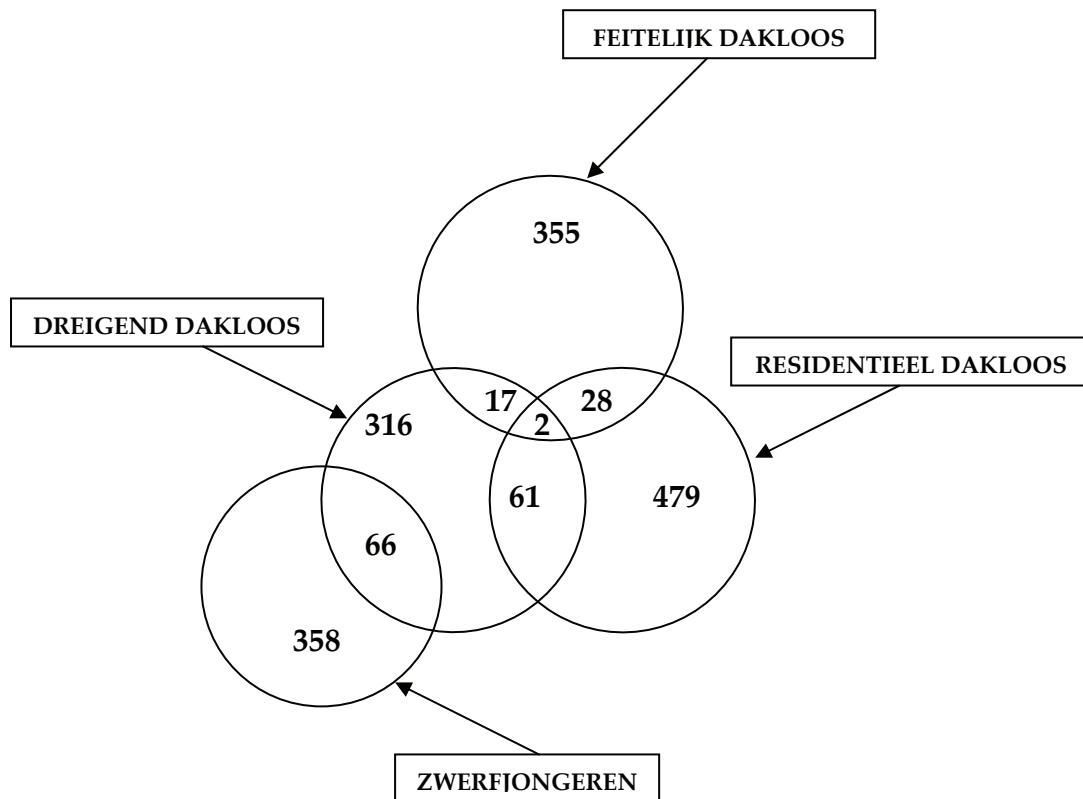 FEITELIJK DAKLOOS
355
DREIGEND DAKLOOS
RESIDENTIEEL DAKLOOS
17
28
316
2
61
479
66
358
ZWERFJONGEREN